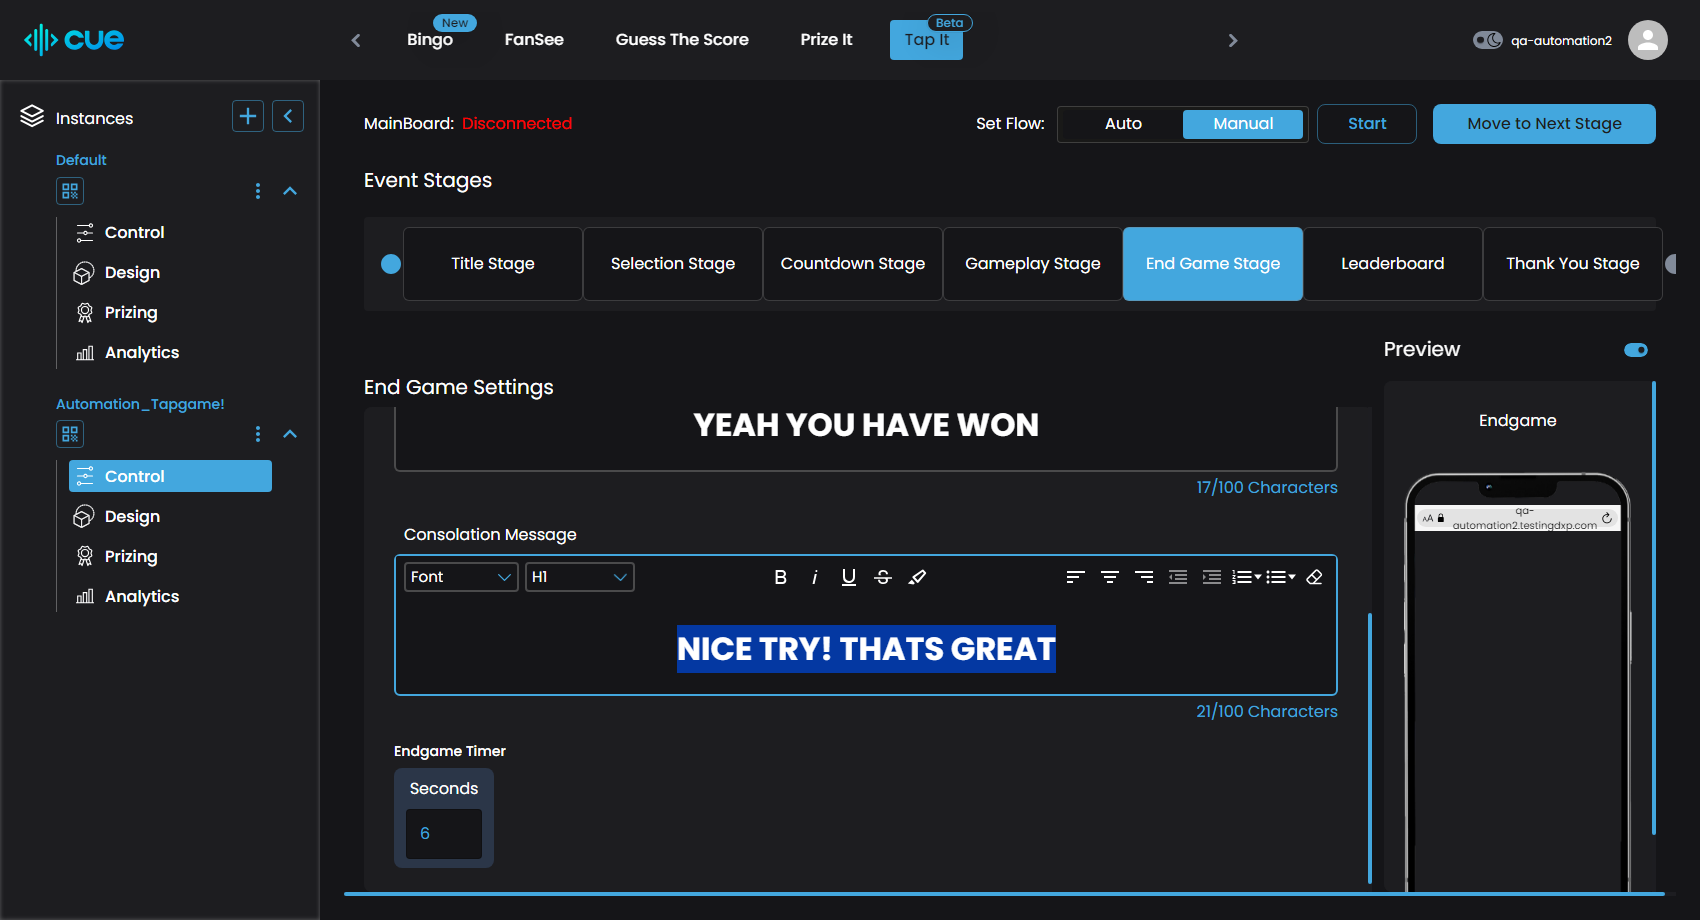 cue
New
Bingo
FanSee
Guess The Score
Prize It
Beta
Tap It
qa-automation2
Instances
Default
Control
Design
Prizing
Analytics
Automation_Tapgame!
Control
Design
Prizing
Analytics
MainBoard: Disconnected
Set Flow:
Auto
Manual
Start
Move to Next Stage
Event Stages
Title Stage
Selection Stage
Countdown Stage
Gameplay Stage
End Game Stage
Leaderboard
Thank You Stage
End Game Settings
YEAH YOU HAVE WON
17/100 Characters
Consolation Message
Font
H1
B
i
U
S
NICE TRY! THATS GREAT
21/100 Characters
Endgame Timer
Seconds
6
Preview
Endgame
AA
qa-
automation2.testingdxp.com